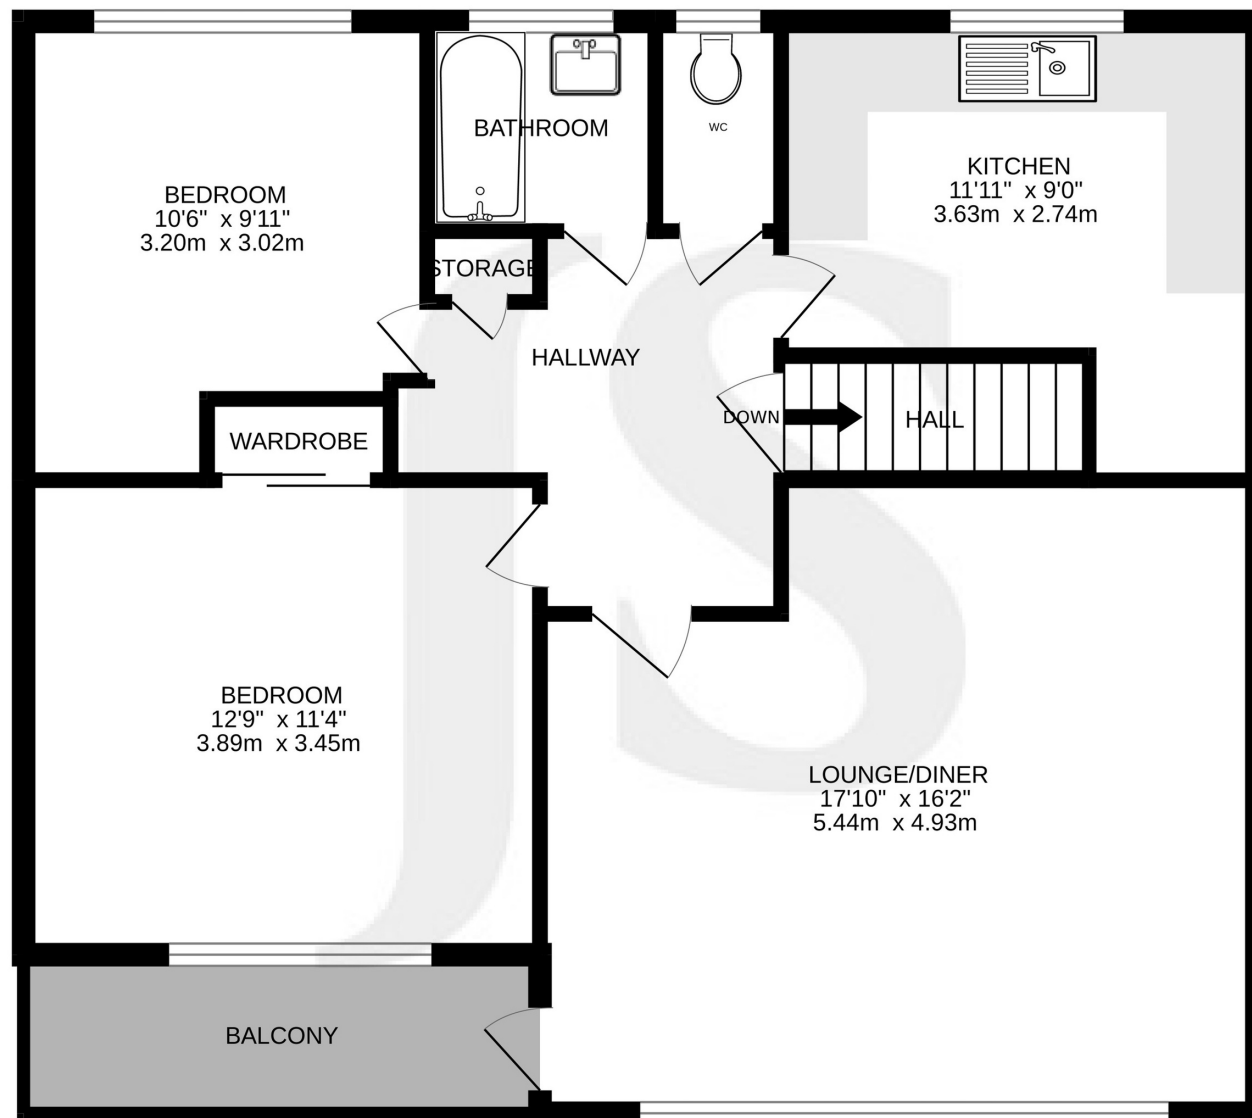 BATHROOM
WC
KITCHEN
11'11" x 9'0"
3.63m x 2.74m
BEDROOM
10'6" x 9'11"
3.20m x 3.02m
STORAGE
HALLWAY
DOWN
HALL
WARDROBE
BEDROOM
12'9" x 11'4"
3.89m x 3.45m
LOUNGE/DINER
17'10" x 16'2"
5.44m x 4.93m
BALCONY
JS